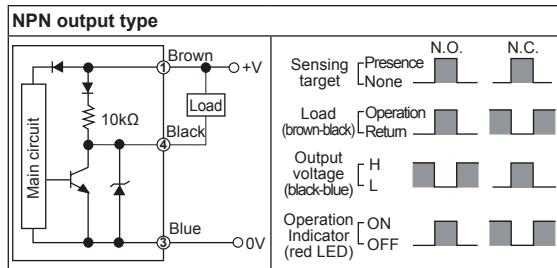 NPN output type
Brown
① +V
Load
10kΩ
Black
④
Main circuit
Blue
③ 0V
N.O. N.C.
Sensing target Presence None
Load (brown-black) Operation Return
Output voltage (black-blue) H L
Operation Indicator (red LED) ON OFF